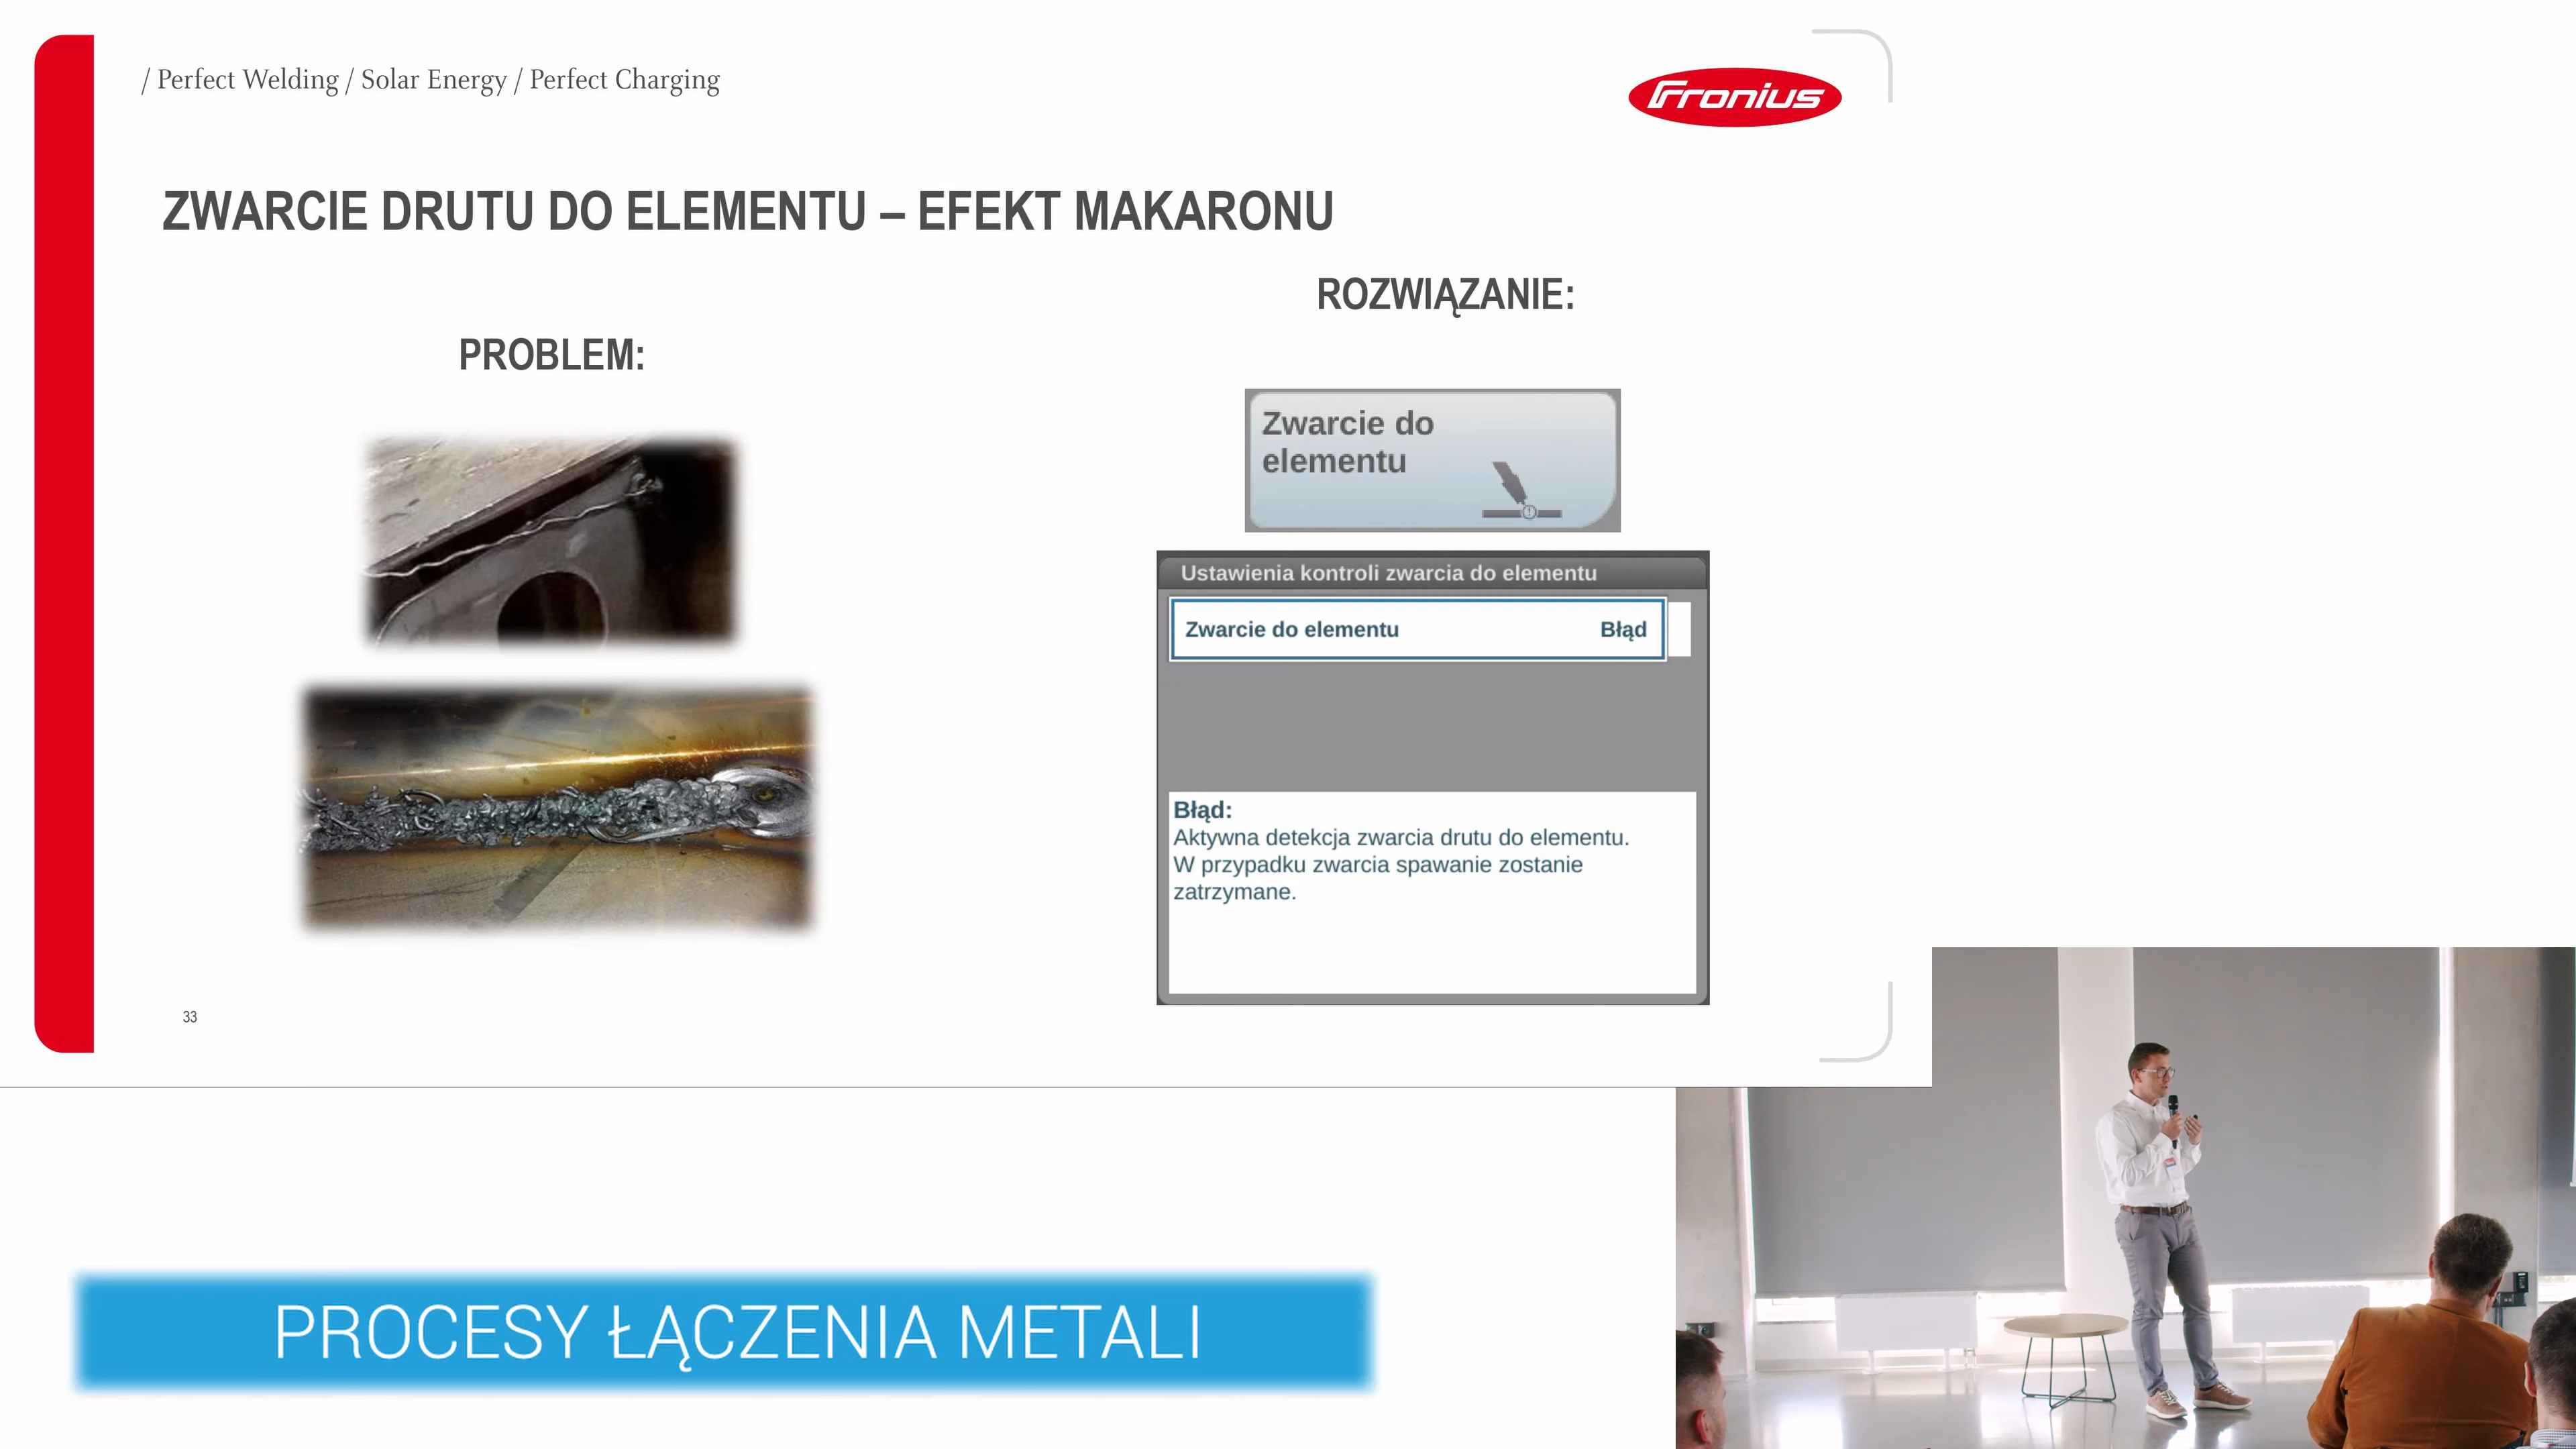 / Perfect Welding / Solar Energy / Perfect Charging
Fronius
ZWARCIE DRUTU DO ELEMENTU – EFEKT MAKARONU
PROBLEM:
ROZWIĄZANIE:
Zwarcie do
elementu
Ustawienia kontroli zwarcia do elementu
Zwarcie do elementu Błąd
Błąd:
Aktywna detekcja zwarcia drutu do elementu.
W przypadku zwarcia spawanie zostanie
zatrzymane.
33
PROCESY ŁĄCZENIA METALI